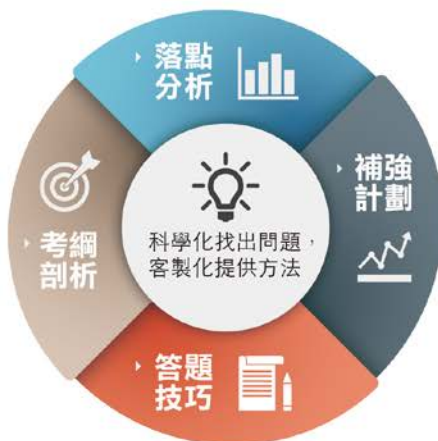 落點
分析
補強
計劃
科學化找出問題，
客製化提供方法
考綱
剖析
答題
技巧